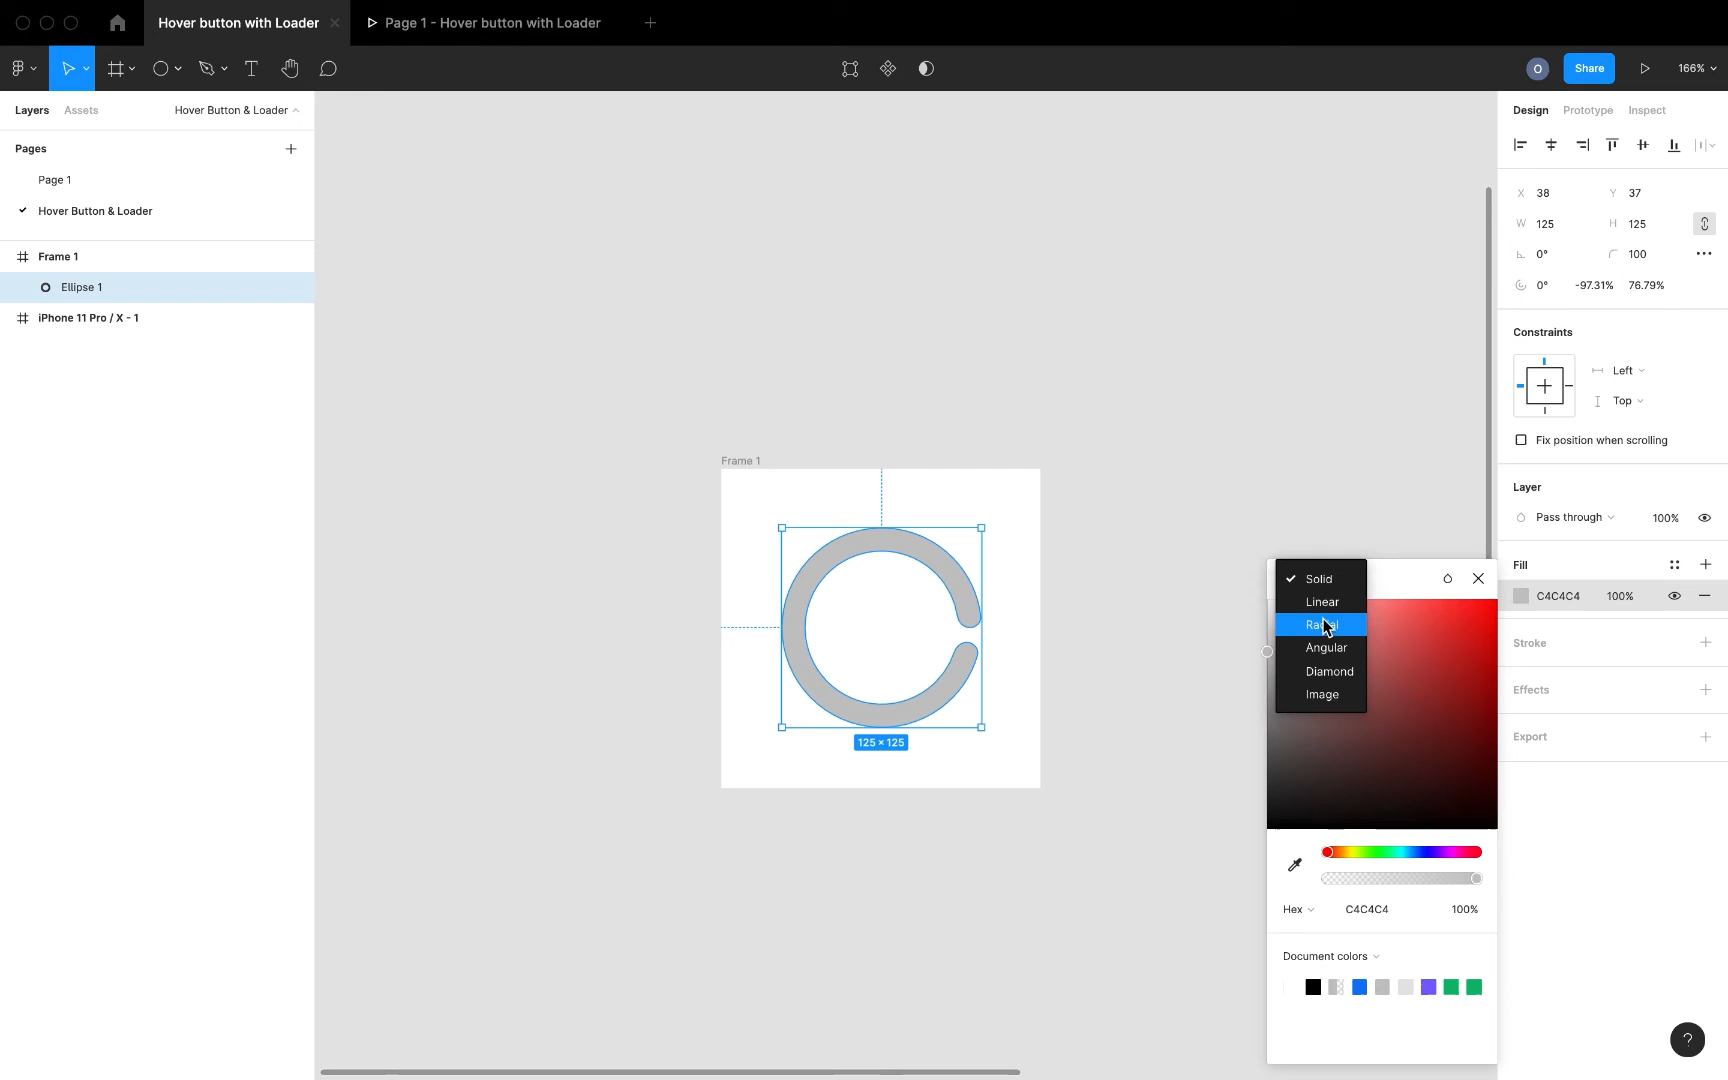 Hover button with Loader
Page 1 - Hover button with Loader
Share
166%
O
Layers
Assets
Hover Button & Loader
Pages
Page 1
Hover Button & Loader
Frame 1
Ellipse 1
iPhone 11 Pro / X - 1
Frame 1
125 × 125
Solid
Linear
Radial
Angular
Diamond
Image
Hex
C4C4C4
100%
Document colors
Design
Prototype
Inspect
X 38
Y 37
W 125
H 125
0°
100
0°
-97.31%
76.79%
Constraints
Left
Top
Fix position when scrolling
Layer
Pass through
100%
Fill
C4C4C4
100%
Stroke
Effects
Export
?